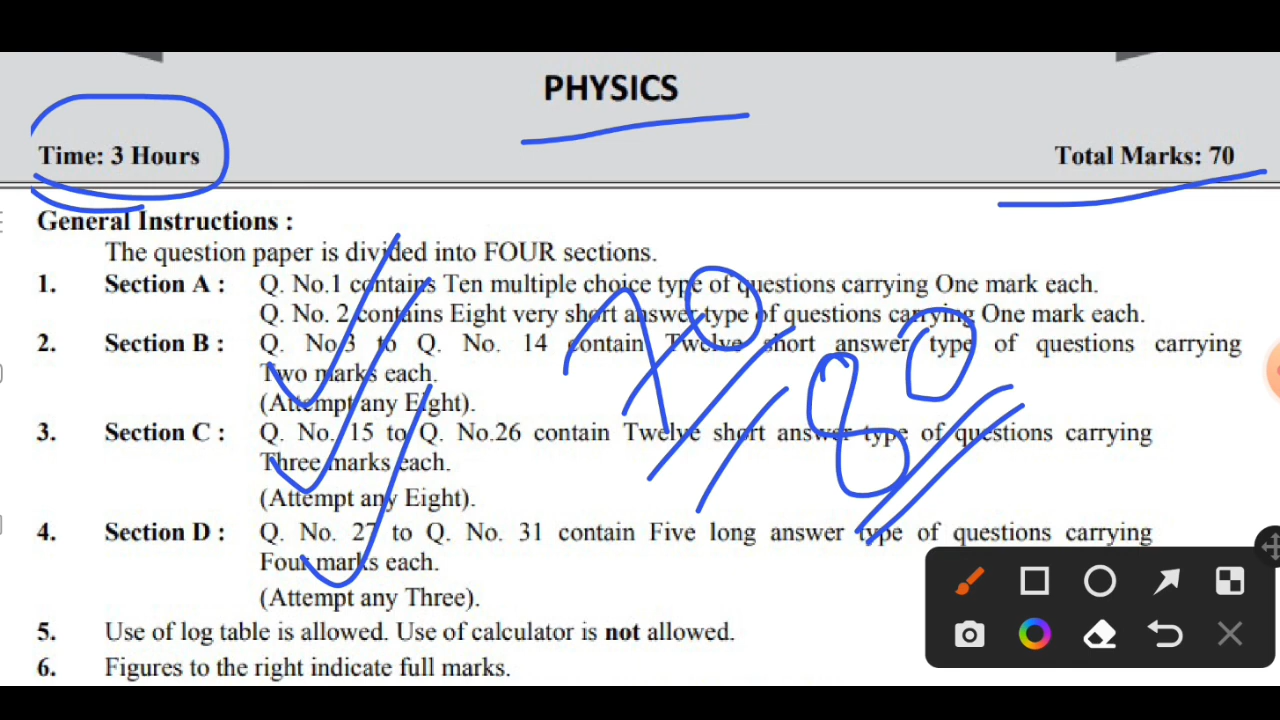 PHYSICS
Time: 3 Hours Total Marks: 70
General Instructions :
The question paper is divided into FOUR sections.
1. Section A : Q. No.1 contains Ten multiple choice type of questions carrying One mark each.
Q. No. 2 contains Eight very short answer type of questions carrying One mark each.
2. Section B : Q. No.3 to Q. No. 14 contain Twelve short answer type of questions carrying
Two marks each.
(Attempt any Eight).
3. Section C : Q. No. 15 to Q. No.26 contain Twelve short answer type of questions carrying
Three marks each.
(Attempt any Eight).
4. Section D : Q. No. 27 to Q. No. 31 contain Five long answer type of questions carrying
Four marks each.
(Attempt any Three).
5. Use of log table is allowed. Use of calculator is not allowed.
6. Figures to the right indicate full marks.
70
80